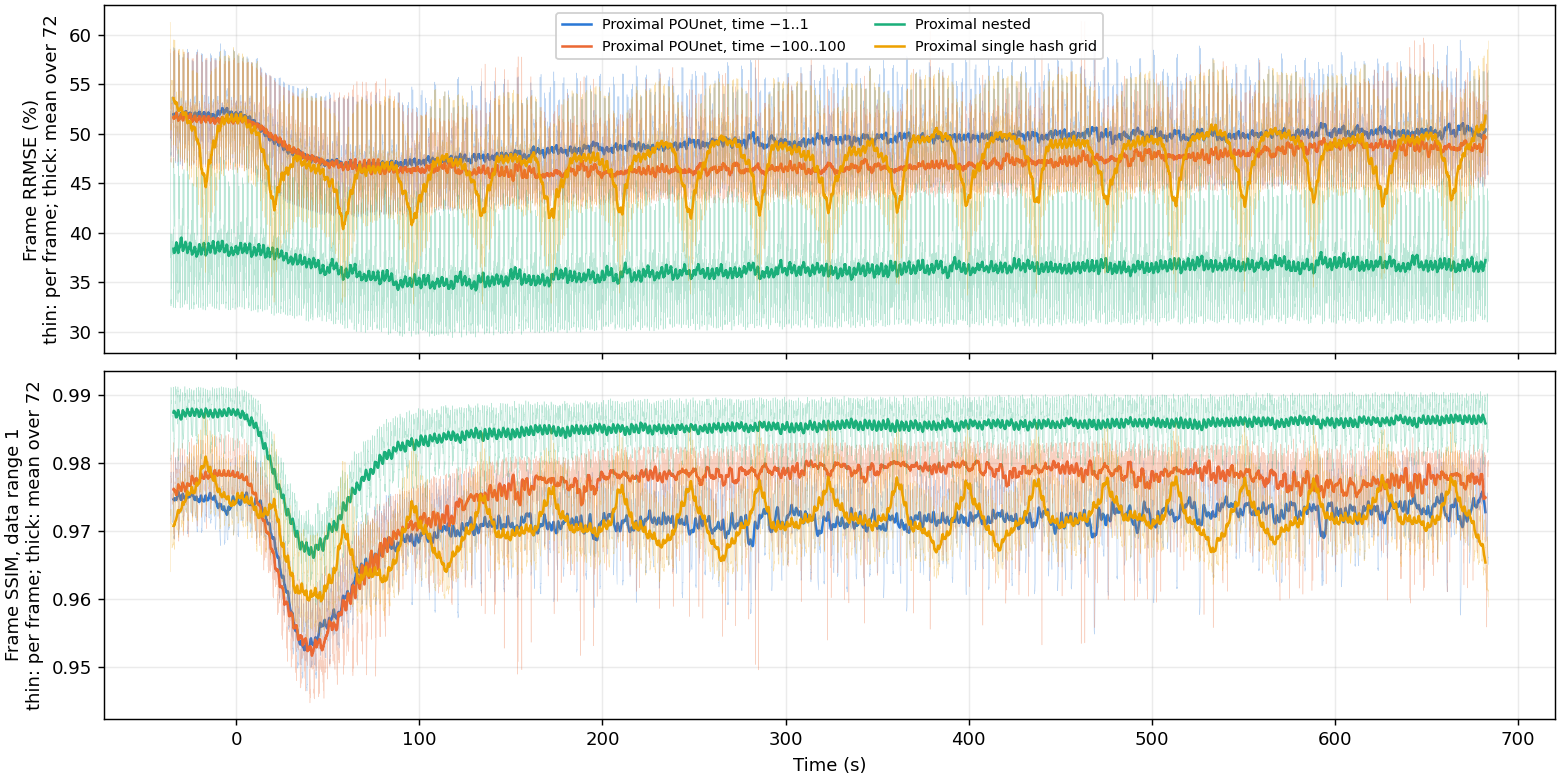 Frame RRMSE (%)
thin: per frame; thick: mean over 72
60
55
50
45
40
35
30
Proximal POUnet, time −1..1
Proximal POUnet, time −100..100
Proximal nested
Proximal single hash grid
Frame SSIM, data range 1
thin: per frame; thick: mean over 72
0.99
0.98
0.97
0.96
0.95
0
100
200
300
400
500
600
700
Time (s)